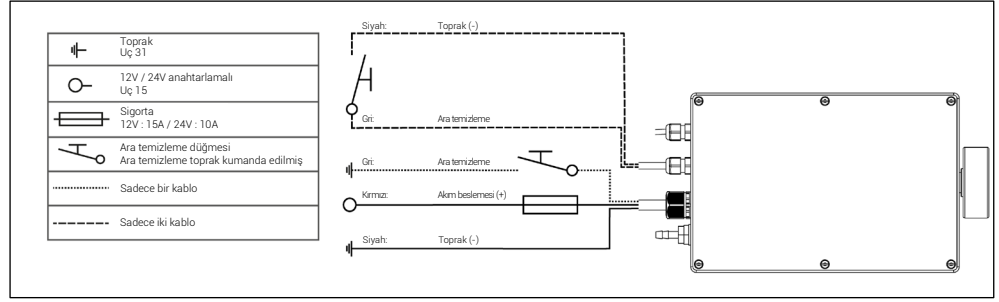 Toprak
Uç 31
12V / 24V anahtarlamalı
Uç 15
Sigorta
12V : 15A / 24V : 10A
Ara temizleme düğmesi
Ara temizleme toprak kumanda edilmiş
Sadece bir kablo
Sadece iki kablo
Siyah: Toprak (-)
Gri: Ara temizleme
Gri: Ara temizleme
Kırmızı: Akım beslemesi (+)
Siyah: Toprak (-)